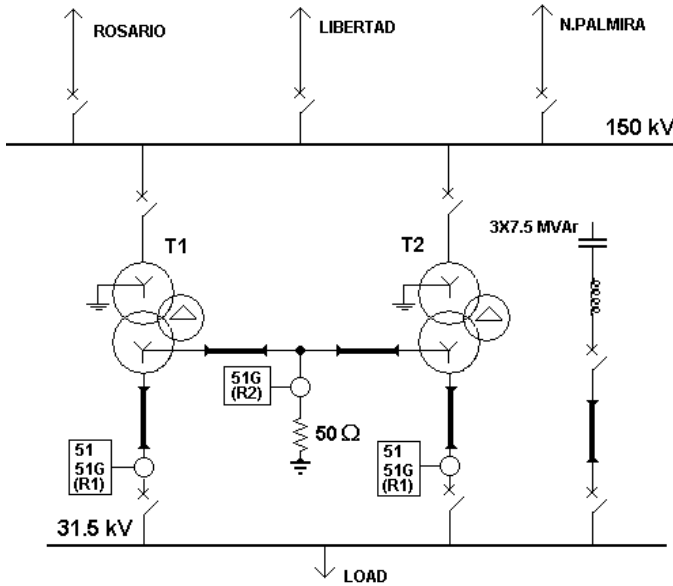 ROSARIO
LIBERTAD
N.PALMIRA
150 kV
T1
T2
3X7.5 MVAr
51G
(R2)
50 Ω
51
51G
(R1)
51
51G
(R1)
31.5 kV
LOAD